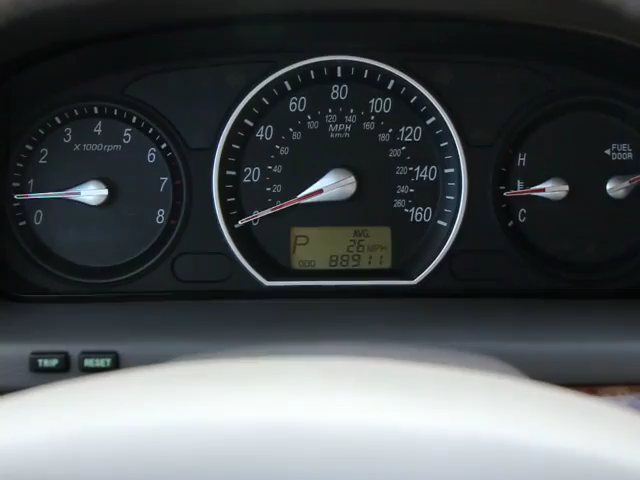 0
1
2
3
4
5
6
7
8
X 1000 rpm
0
20
40
60
80
100
120
140
160
MPH
km/h
0
20
40
60
80
100
120
140
160
180
200
220
240
260
P
AVG.
26 MPH
ODO 88911
H
C
FUEL
DOOR
TRIP
RESET